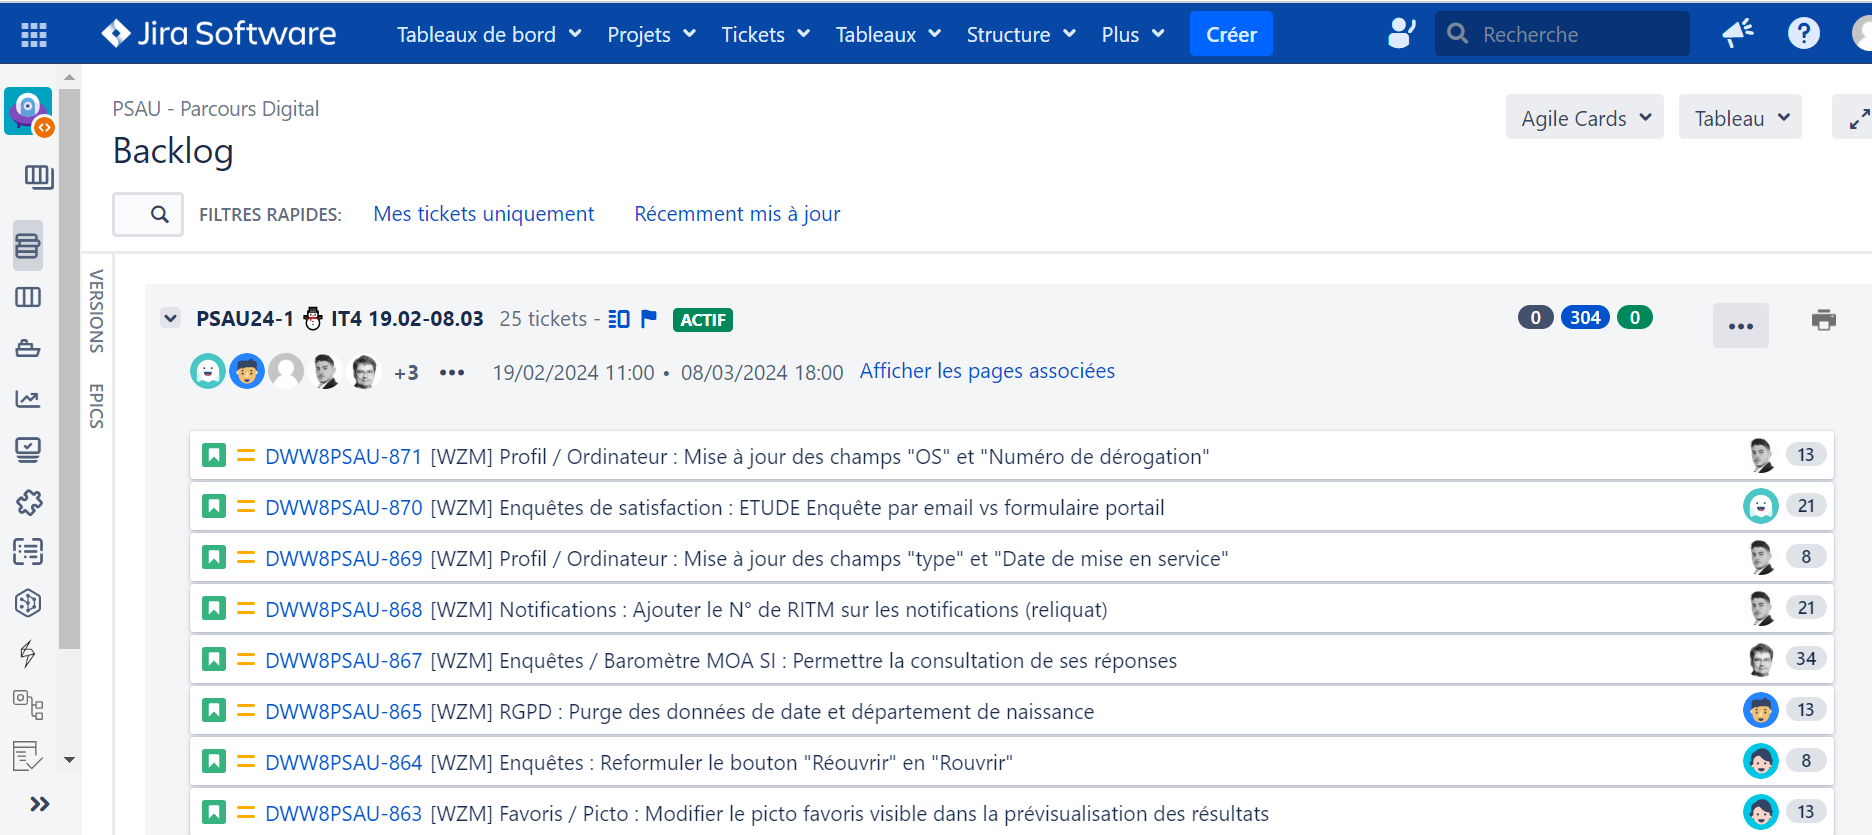 Jira Software Tableaux de bord Projets Tickets Tableaux Structure Plus Créer Recherche ?
PSAU - Parcours Digital
Agile Cards Tableau
Backlog
FILTRES RAPIDES: Mes tickets uniquement Récemment mis à jour
VERSIONS
EPICS
PSAU24-1 ⛄ IT4 19.02-08.03 25 tickets - ACTIF 0 304 0
+3 ••• 19/02/2024 11:00 • 08/03/2024 18:00 Afficher les pages associées
DWW8PSAU-871 [WZM] Profil / Ordinateur : Mise à jour des champs "OS" et "Numéro de dérogation" 13
DWW8PSAU-870 [WZM] Enquêtes de satisfaction : ETUDE Enquête par email vs formulaire portail 21
DWW8PSAU-869 [WZM] Profil / Ordinateur : Mise à jour des champs "type" et "Date de mise en service" 8
DWW8PSAU-868 [WZM] Notifications : Ajouter le N° de RITM sur les notifications (reliquat) 21
DWW8PSAU-867 [WZM] Enquêtes / Baromètre MOA SI : Permettre la consultation de ses réponses 34
DWW8PSAU-865 [WZM] RGPD : Purge des données de date et département de naissance 13
DWW8PSAU-864 [WZM] Enquêtes : Reformuler le bouton "Réouvrir" en "Rouvrir" 8
DWW8PSAU-863 [WZM] Favoris / Picto : Modifier le picto favoris visible dans la prévisualisation des résultats 13